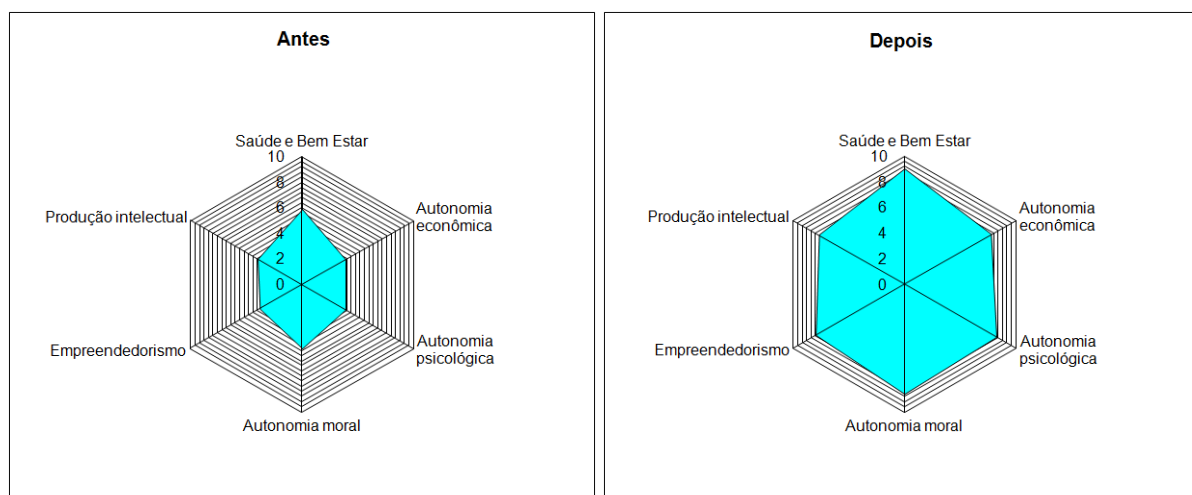 Antes
Saúde e Bem Estar
10
8
6
4
2
0
Autonomia
econômica
Autonomia
psicológica
Autonomia moral
Empreendedorismo
Produção intelectual
Depois
Saúde e Bem Estar
10
8
6
4
2
0
Autonomia
econômica
Autonomia
psicológica
Autonomia moral
Empreendedorismo
Produção intelectual